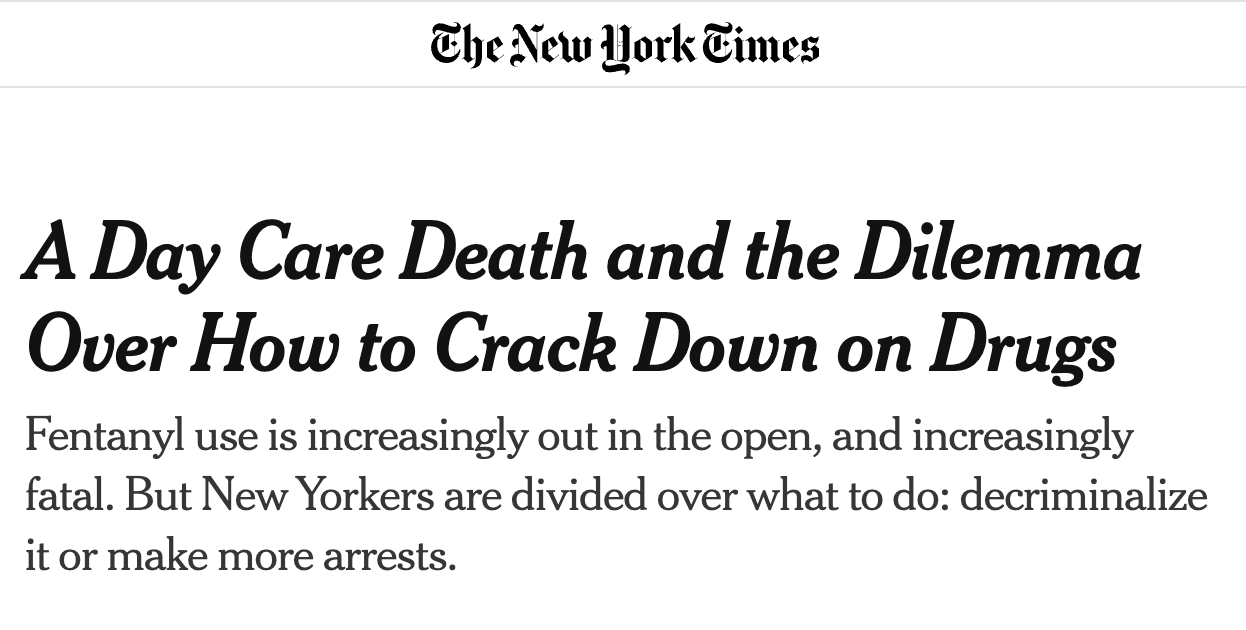 The New York Times
A Day Care Death and the Dilemma
Over How to Crack Down on Drugs
Fentanyl use is increasingly out in the open, and increasingly
fatal. But New Yorkers are divided over what to do: decriminalize
it or make more arrests.